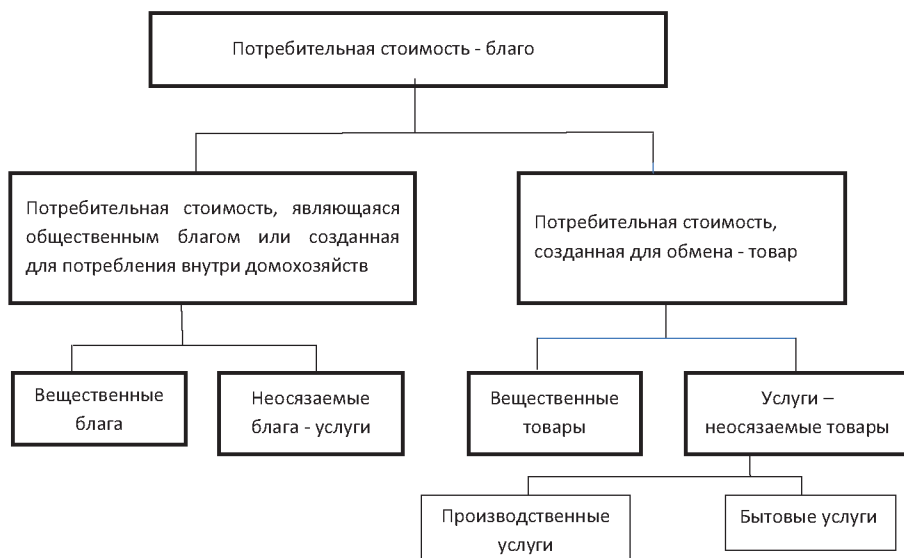 Потребительная стоимость - благо
Потребительная стоимость, являющаяся
общественным благом или созданная
для потребления внутри домохозяйств
Потребительная стоимость,
созданная для обмена - товар
Вещественные
блага
Неосязаемые
блага - услуги
Вещественные
товары
Услуги –
неосязаемые товары
Производственные
услуги
Бытовые услуги